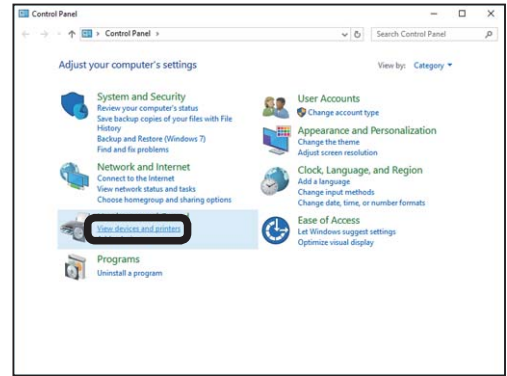 Control Panel
Control Panel
Search Control Panel
Adjust your computer's settings
View by: Category
System and Security
Review your computer's status
Save backup copies of your files with File
History
Backup and Restore (Windows 7)
Find and fix problems
Network and Internet
Connect to the Internet
View network status and tasks
Choose homegroup and sharing options
View devices and printers
Programs
Uninstall a program
User Accounts
Change account type
Appearance and Personalization
Change the theme
Adjust screen resolution
Clock, Language, and Region
Add a language
Change input methods
Change date, time, or number formats
Ease of Access
Let Windows suggest settings
Optimize visual display